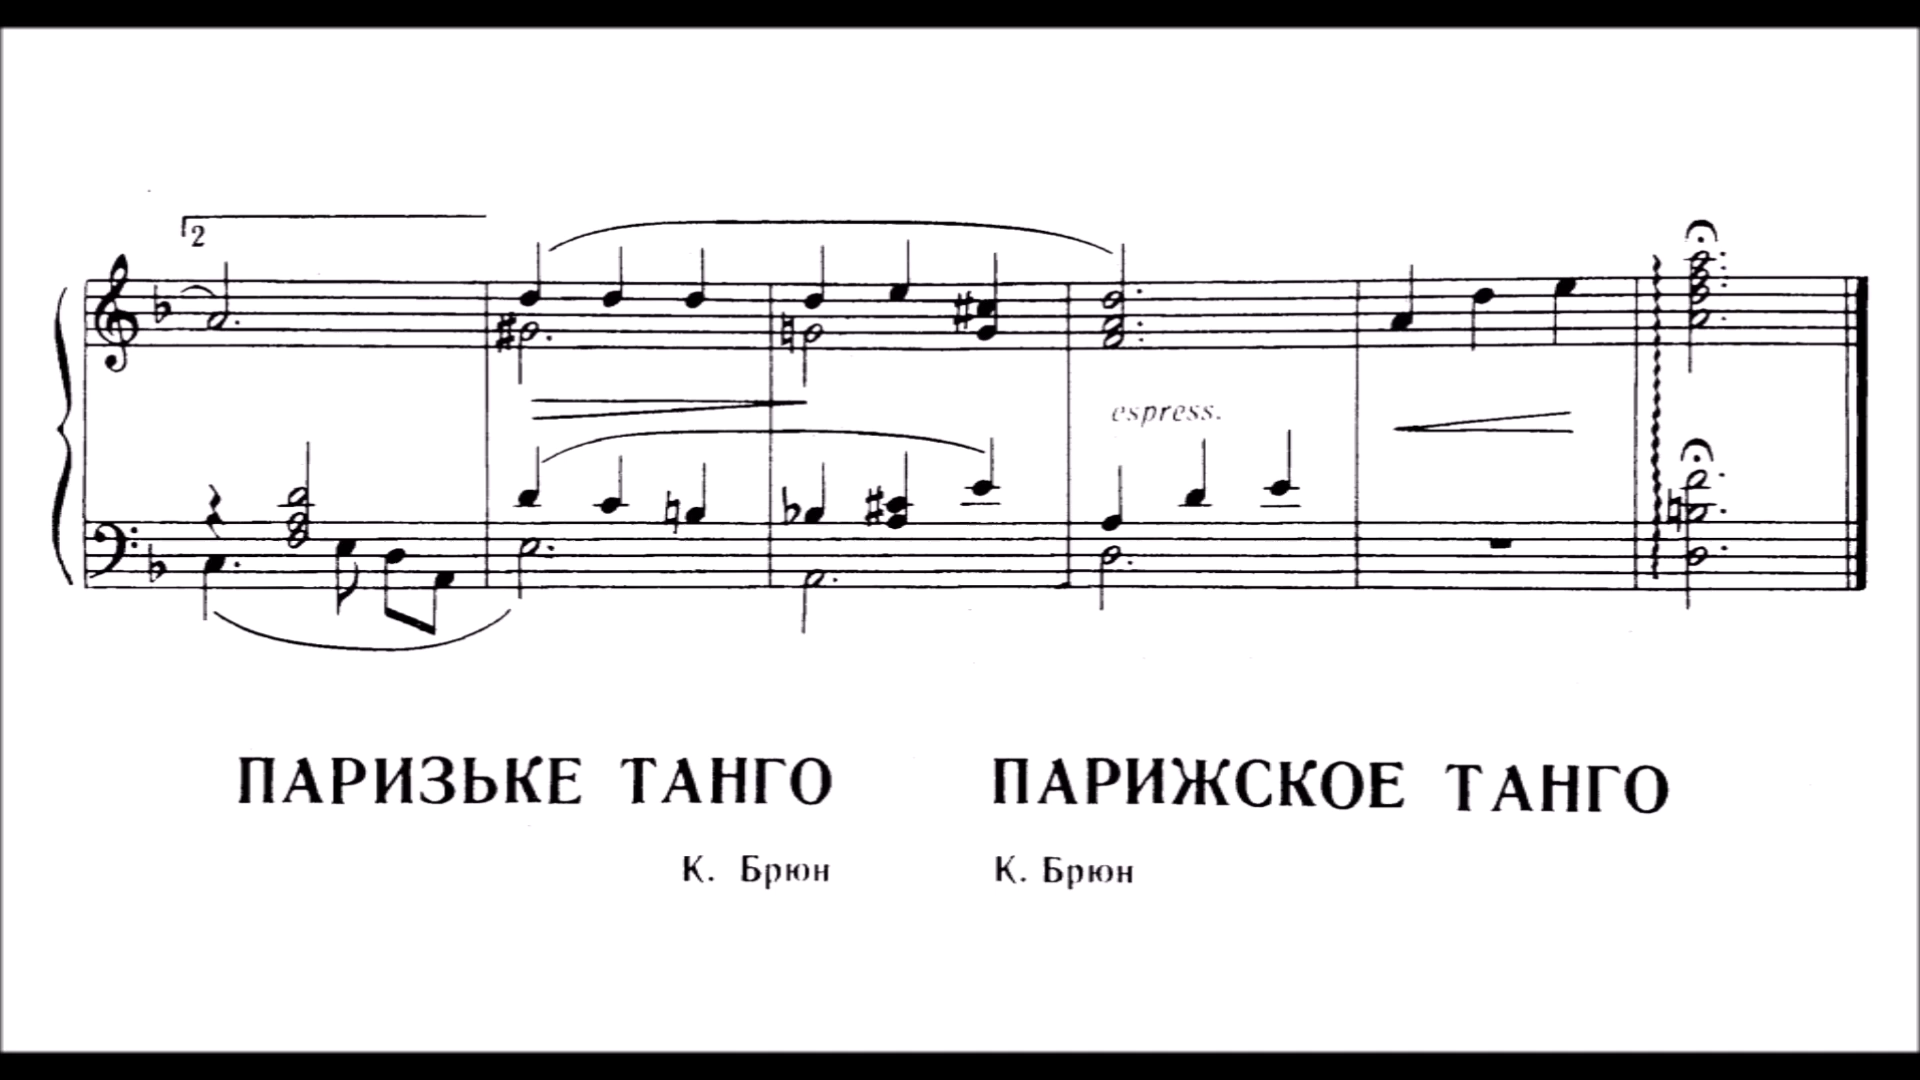 2
espress.
ПАРИЗЬКЕ ТАНГО
К. Брюн
ПАРИЖСКОЕ ТАНГО
К. Брюн